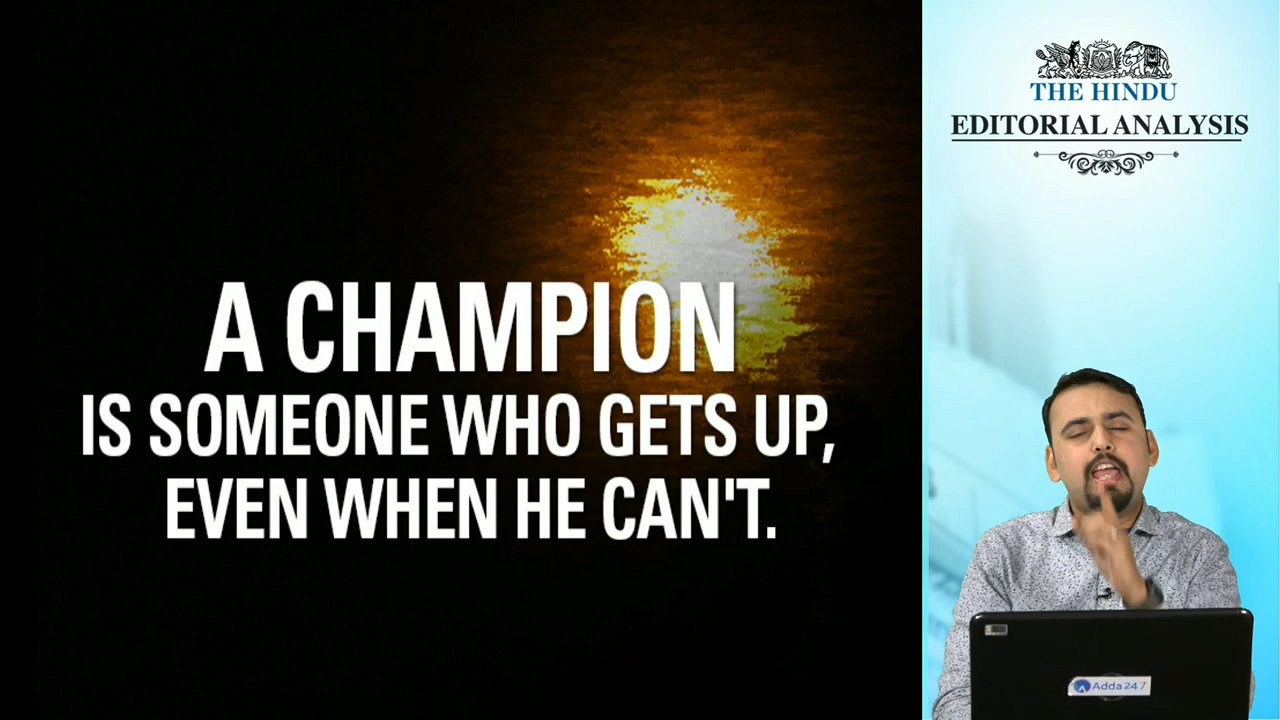 A CHAMPION
IS SOMEONE WHO GETS UP,
EVEN WHEN HE CAN'T.
THE HINDU
EDITORIAL ANALYSIS
Adda247